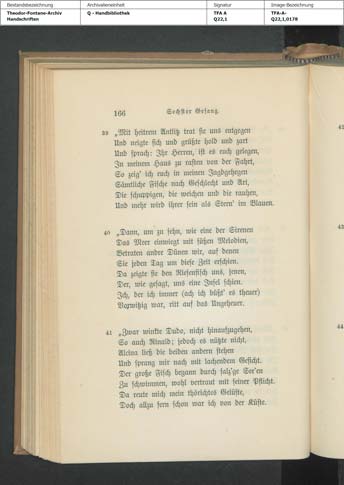 Bestandsbezeichnung Archivalieneinheit Signatur Image-Bezeichnung
Theodor-Fontane-Archiv Q - Handbibliothek TFA A TFA-A-
Handschriften Q22,1 Q22,1,0178
166 Sechster Gesang.
39 „Mit heitrem Antlitz trat sie uns entgegen
Und neigte sich und grüßte hold und zart
Und sprach: Ihr Herren, ist es euch gelegen,
In meinem Haus zu rasten von der Fahrt,
So zeig' ich euch in meinen Jagdgehegen
Sämtliche Fische nach Geschlecht und Art,
Die schuppigen, die weichen und die rauhen,
Und mehr wird ihrer sein als Stern' im Blauen.
40 „Dann, um zu sehn, wie eine der Sirenen
Das Meer einwiegt mit süßen Melodien,
Betraten andre Dünen wir, auf denen
Sie jeden Tag um diese Zeit erschien.
Da zeigte sie den Riesenfisch uns, jenen,
Der, wie gesagt, uns eine Insel schien.
Ich, der ich immer (ach ich büßt' es theuer)
Vorwitzig war, ritt auf das Ungeheuer.
41 „Zwar winkte Dudo, nicht hinaufzugehen,
So auch Rinald; jedoch es nützte nicht.
Alcina ließ die beiden andern stehen
Und sprang mir nach mit lachendem Gesicht.
Der große Fisch begann durch salz'ge Seeen
Zu schwimmen, wohl vertraut mit seiner Pflicht.
Da reute mich mein thörichtes Gelüste,
Doch allzu fern schon war ich von der Küste.
42
43
44